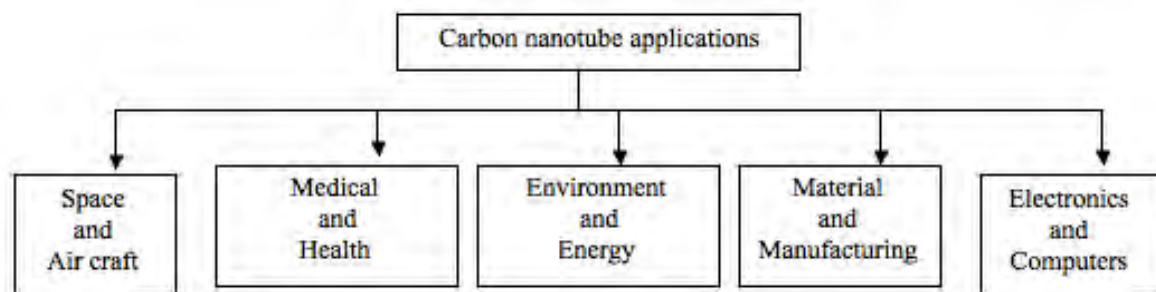 Carbon nanotube applications
Space
and
Air craft
Medical
and
Health
Environment
and
Energy
Material
and
Manufacturing
Electronics
and
Computers